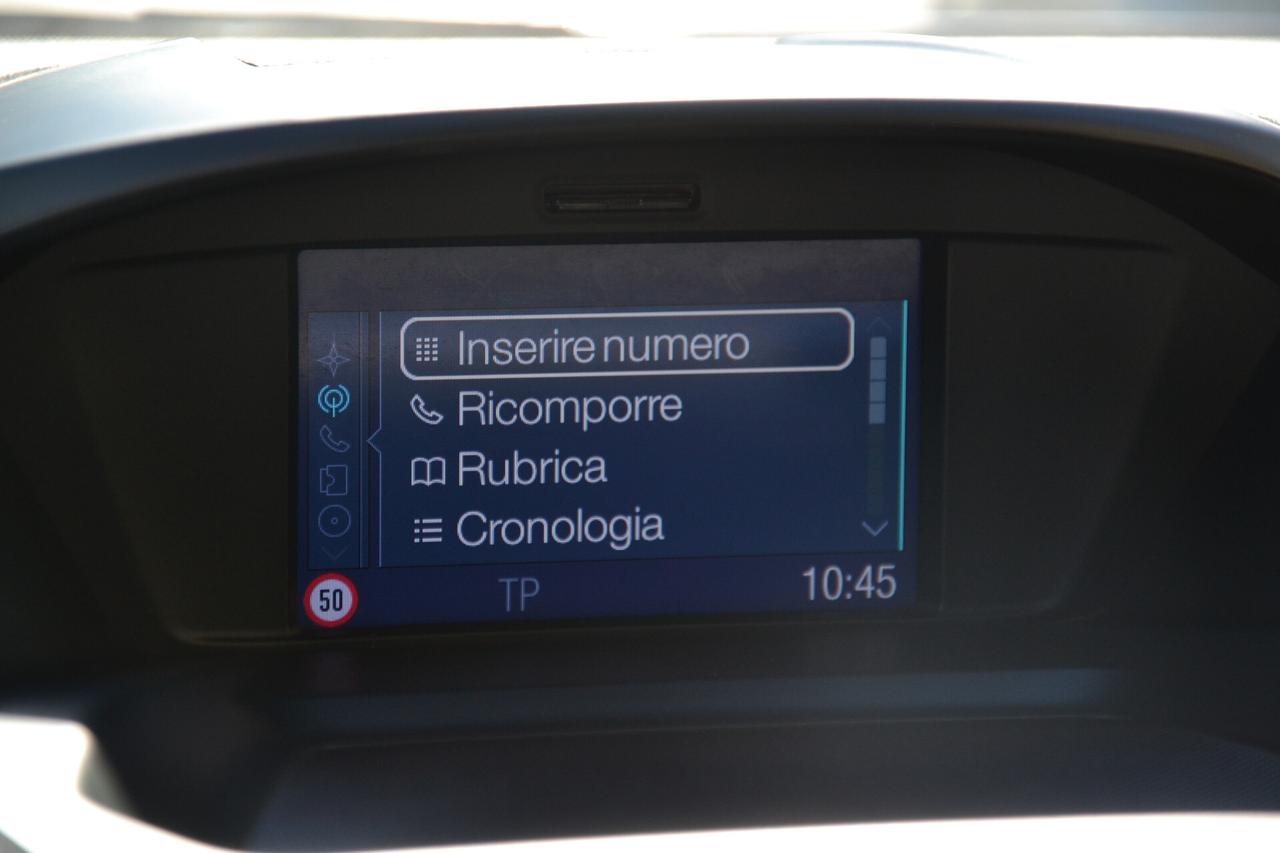 Inserire numero
Ricomporre
Rubrica
Cronologia
50 TP 10:45